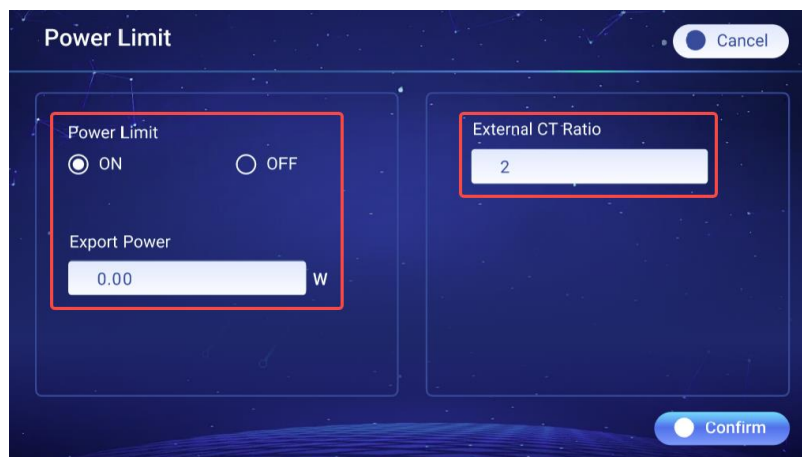 Power Limit
Cancel
Power Limit
ON
OFF
Export Power
0.00
W
External CT Ratio
2
Confirm